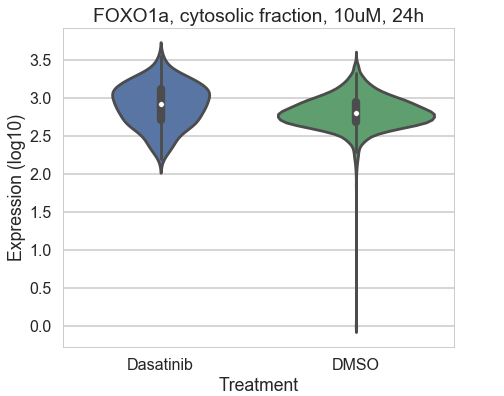 FOXO1a, cytosolic fraction, 10uM, 24h
Expression (log10)
3.5
3.0
2.5
2.0
1.5
1.0
0.5
0.0
Dasatinib
DMSO
Treatment